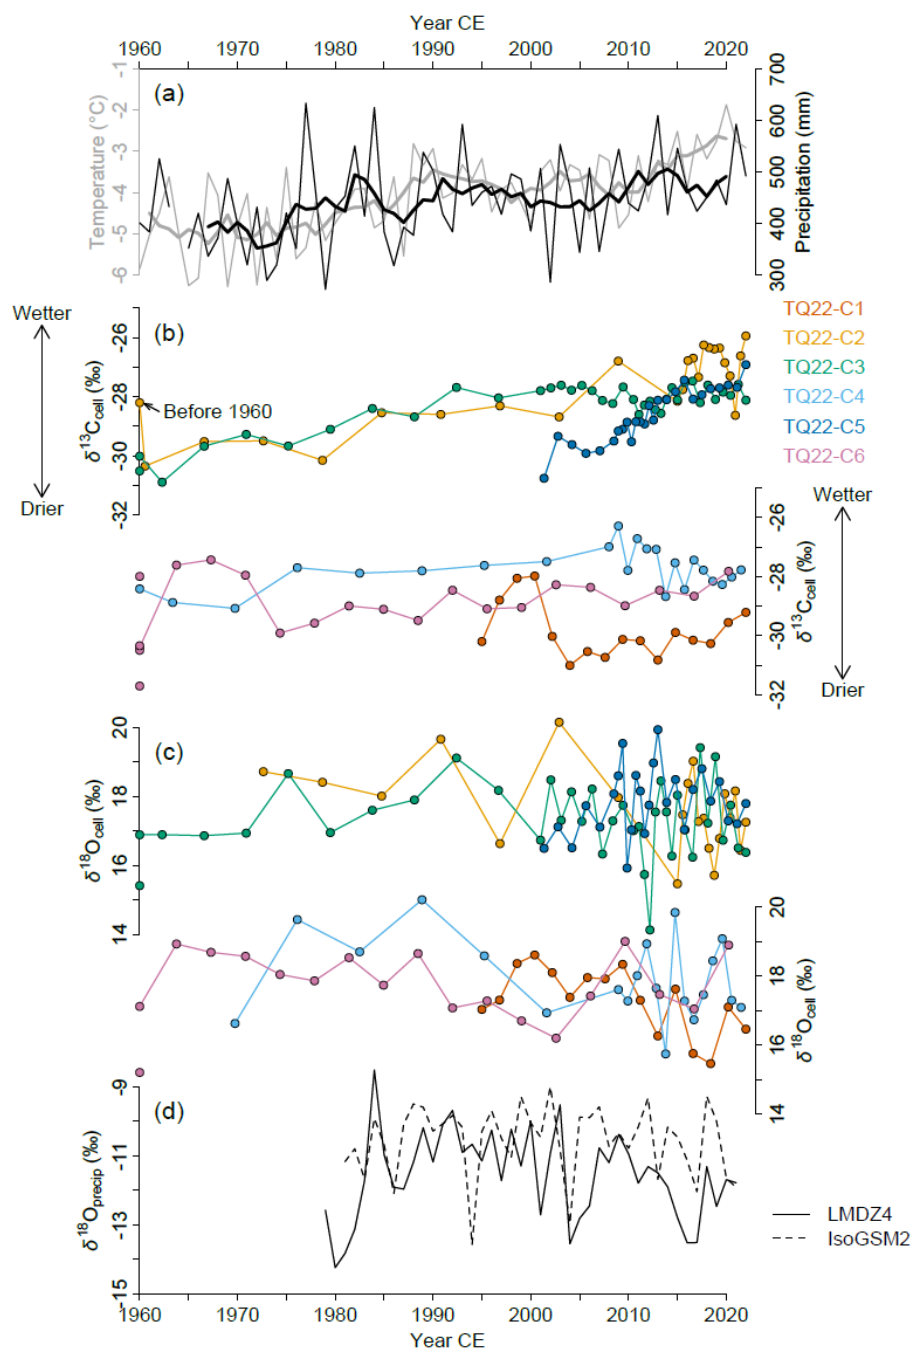 Year CE
1960 1970 1980 1990 2000 2010 2020
(a)
Temperature (°C)
-1
-2
-3
-4
-5
-6
Precipitation (mm)
700
600
500
400
300
Wetter
Drier
(b)
δ13Ccell (‰)
-26
-28
-30
-32
Before 1960
TQ22-C1
TQ22-C2
TQ22-C3
TQ22-C4
TQ22-C5
TQ22-C6
δ13Ccell (‰)
-26
-28
-30
-32
Wetter
Drier
(c)
δ18Ocell (‰)
20
18
16
14
δ18Ocell (‰)
20
18
16
14
(d)
δ18Oprecip (‰)
-9
-11
-13
-15
LMDZ4
IsoGSM2
1960 1970 1980 1990 2000 2010 2020
Year CE